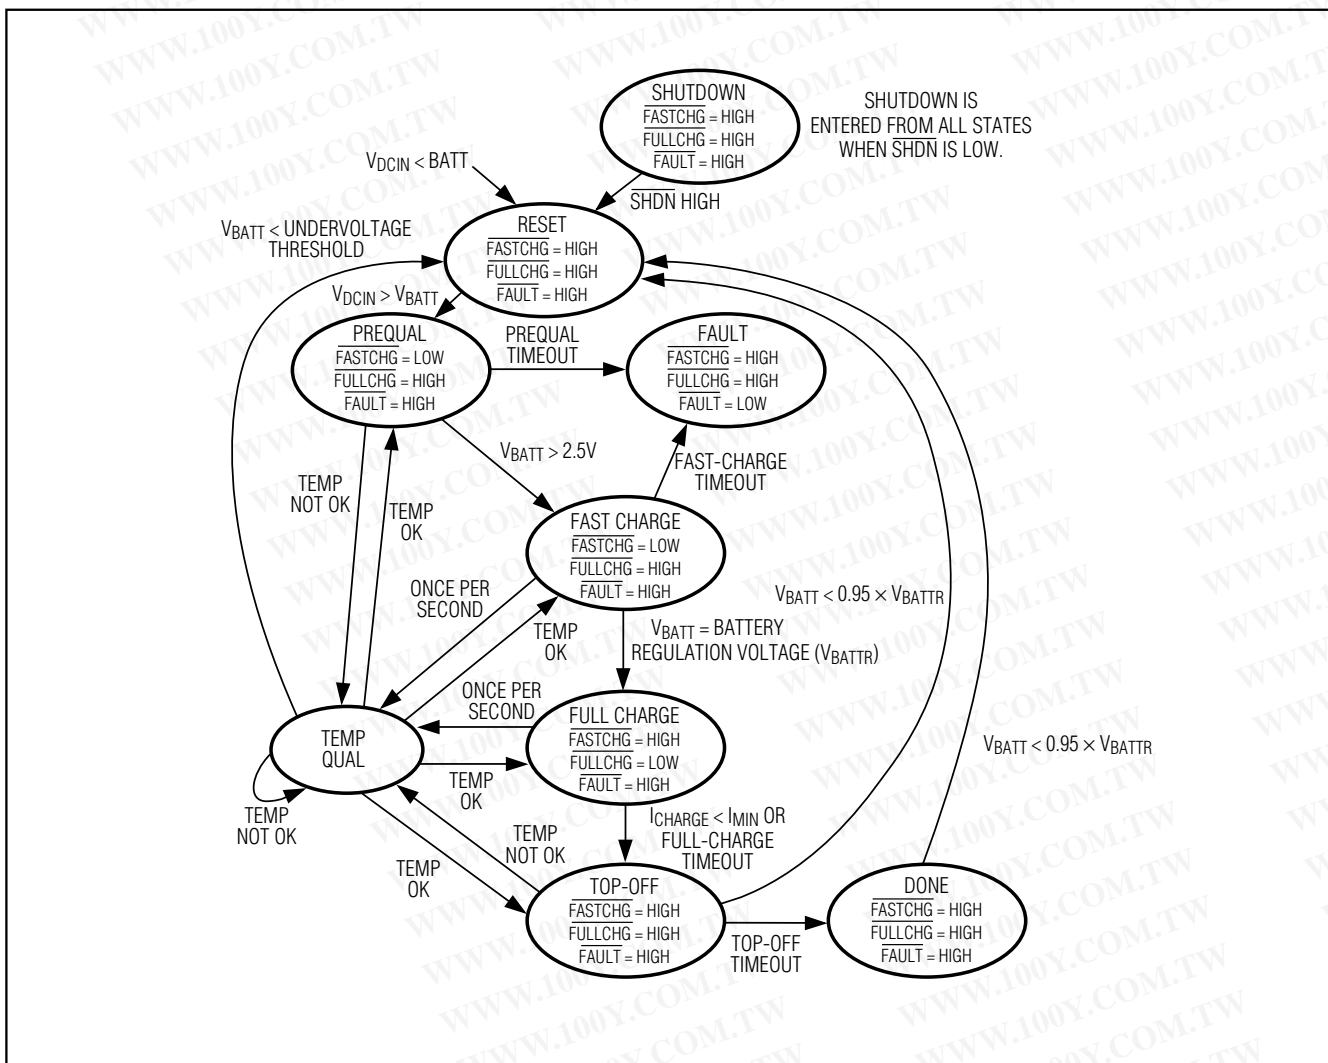 SHUTDOWN
FASTCHG = HIGH
FULLCHG = HIGH
FAULT = HIGH
SHUTDOWN IS
ENTERED FROM ALL STATES
WHEN SHDN IS LOW.
VDCIN < BATT
SHDN HIGH
RESET
FASTCHG = HIGH
FULLCHG = HIGH
FAULT = HIGH
VBATT < UNDERVOLTAGE
THRESHOLD
VDCIN > VBATT
PREQUAL
FASTCHG = LOW
FULLCHG = HIGH
FAULT = HIGH
PREQUAL
TIMEOUT
FAULT
FASTCHG = HIGH
FULLCHG = HIGH
FAULT = LOW
VBATT > 2.5V
FAST-CHARGE
TIMEOUT
TEMP
NOT OK
TEMP
OK
FAST CHARGE
FASTCHG = LOW
FULLCHG = HIGH
FAULT = HIGH
ONCE PER
SECOND
TEMP
OK
VBATT < 0.95 × VBATTR
VBATT = BATTERY
REGULATION VOLTAGE (VBATTR)
ONCE PER
SECOND
FULL CHARGE
FASTCHG = HIGH
FULLCHG = LOW
FAULT = HIGH
TEMP
QUAL
VBATT < 0.95 × VBATTR
TEMP
OK
TEMP
NOT OK
ICHARGE < IMIN OR
FULL-CHARGE
TIMEOUT
TEMP
NOT OK
TEMP
OK
TOP-OFF
FASTCHG = HIGH
FULLCHG = HIGH
FAULT = HIGH
TOP-OFF
TIMEOUT
DONE
FASTCHG = HIGH
FULLCHG = HIGH
FAULT = HIGH
WWW.100Y.COM.TW